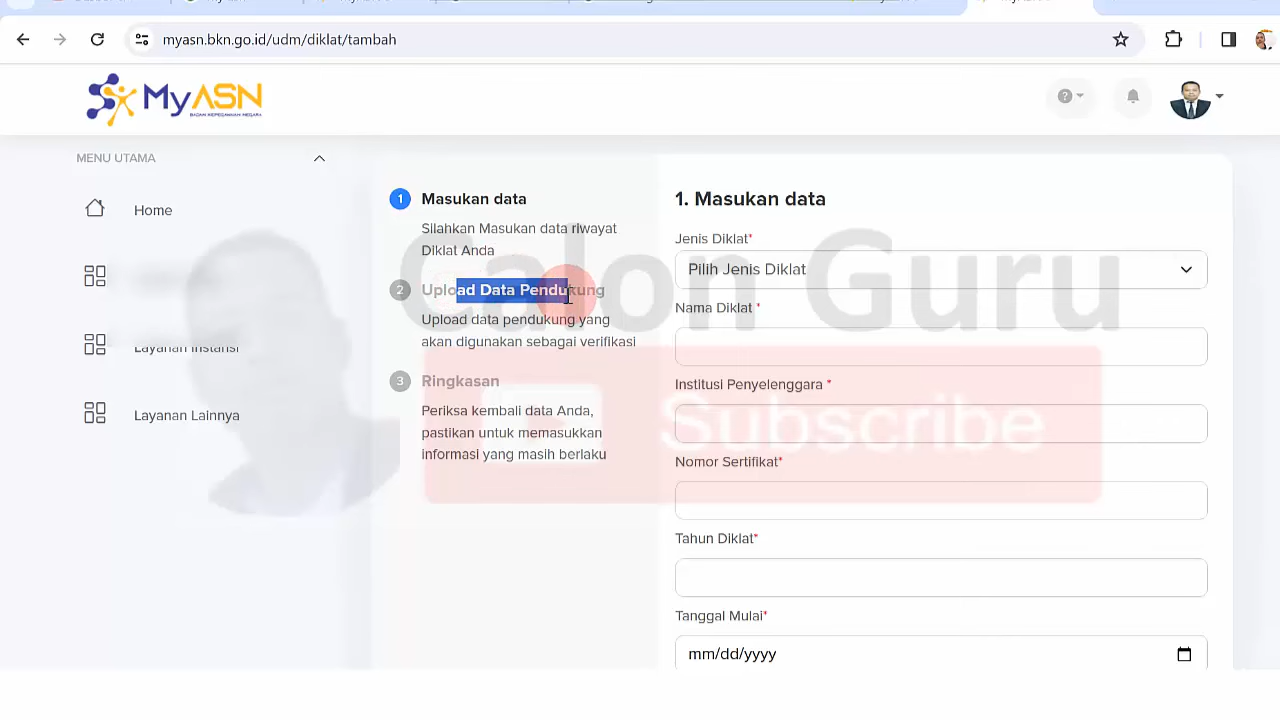 myasn.bkn.go.id/udm/diklat/tambah
MyASN
BADAN KEPEGAWAIAN NEGARA
MENU UTAMA
Home
Layanan Instansi
Layanan Lainnya
1 Masukan data
Silahkan Masukan data riwayat
Diklat Anda
2 Upload Data Pendukung
Upload data pendukung yang
akan digunakan sebagai verifikasi
3 Ringkasan
Periksa kembali data Anda,
pastikan untuk memasukkan
informasi yang masih berlaku
1. Masukan data
Jenis Diklat*
Pilih Jenis Diklat
Nama Diklat *
Institusi Penyelenggara *
Nomor Sertifikat*
Tahun Diklat*
Tanggal Mulai*
mm/dd/yyyy
Calon Guru
Subscribe